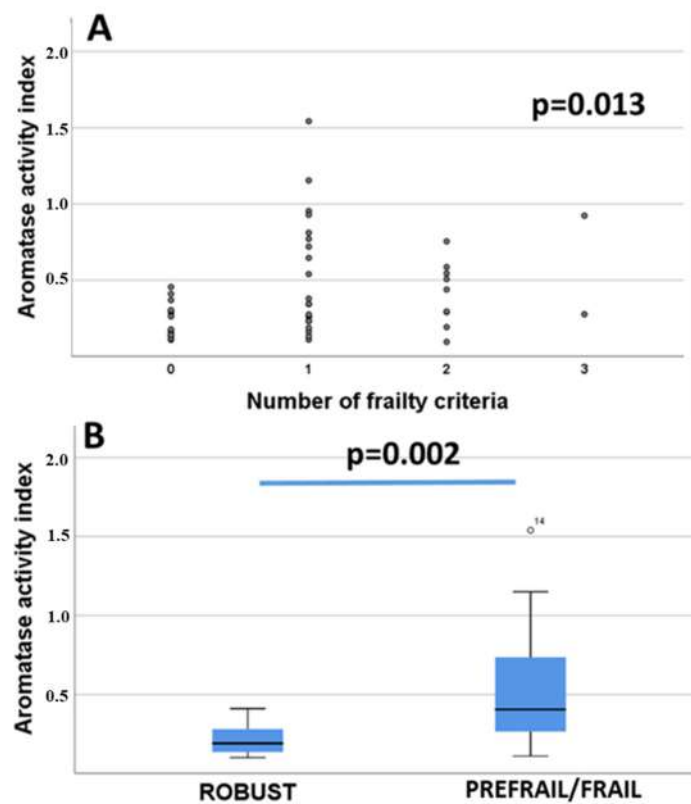 A
2.0
p=0.013
1.5
1.0
0.5
Aromatase activity index
0 1 2 3
Number of frailty criteria
B
p=0.002
2.0
14
1.5
1.0
0.5
Aromatase activity index
ROBUST PREFRAIL/FRAIL